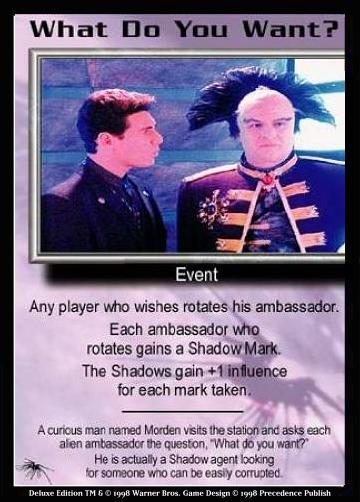 What Do You Want?
Event
Any player who wishes rotates his ambassador.
Each ambassador who
rotates gains a Shadow Mark.
The Shadows gain +1 influence
for each mark taken.
A curious man named Morden visits the station and asks each
alien ambassador the question, "What do you want?"
He is actually a Shadow agent looking
for someone who can be easily corrupted.
Deluxe Edition TM & © 1998 Warner Bros. Game Design © 1998 Precedence Publish